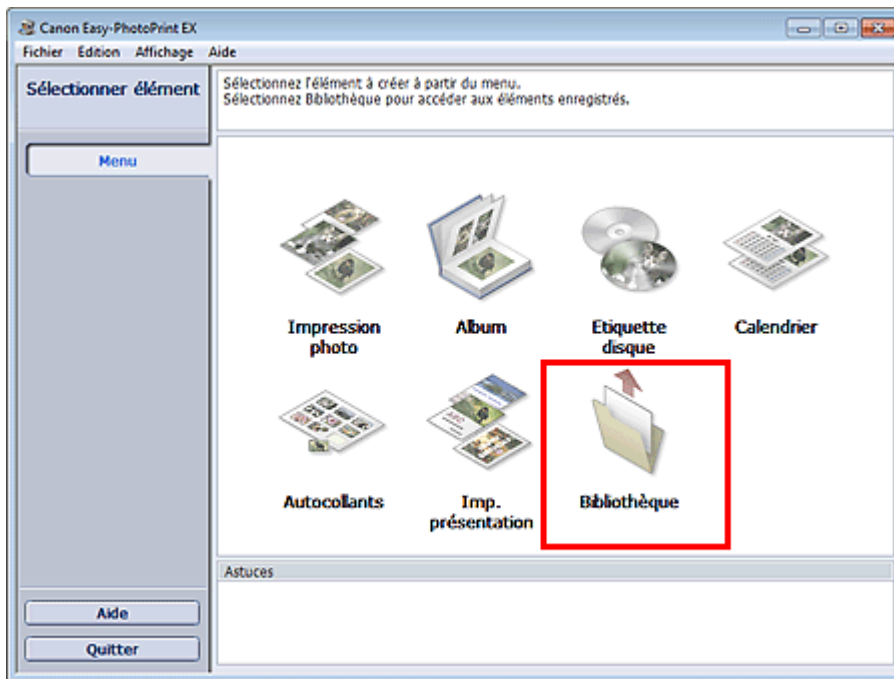 Canon Easy-PhotoPrint EX
Fichier Edition Affichage Aide
Sélectionner élément
Sélectionnez l'élément à créer à partir du menu.
Sélectionnez Bibliothèque pour accéder aux éléments enregistrés.
Menu
Impression
photo
Album
Etiquette
disque
Calendrier
Autocollants
Imp.
présentation
Bibliothèque
Astuces
Aide
Quitter